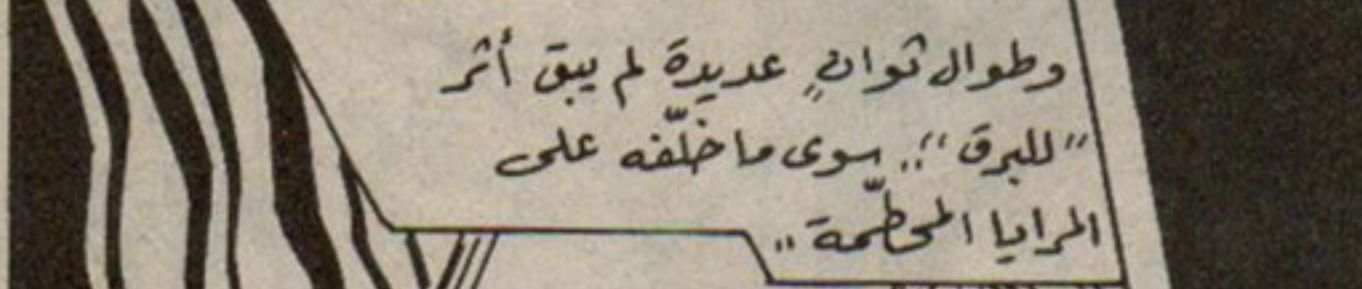 وطوال ثوانٍ عديدة لم يبق أثر
"للبرق".. سوى ما خلّفه على
المرايا المحطّمة..